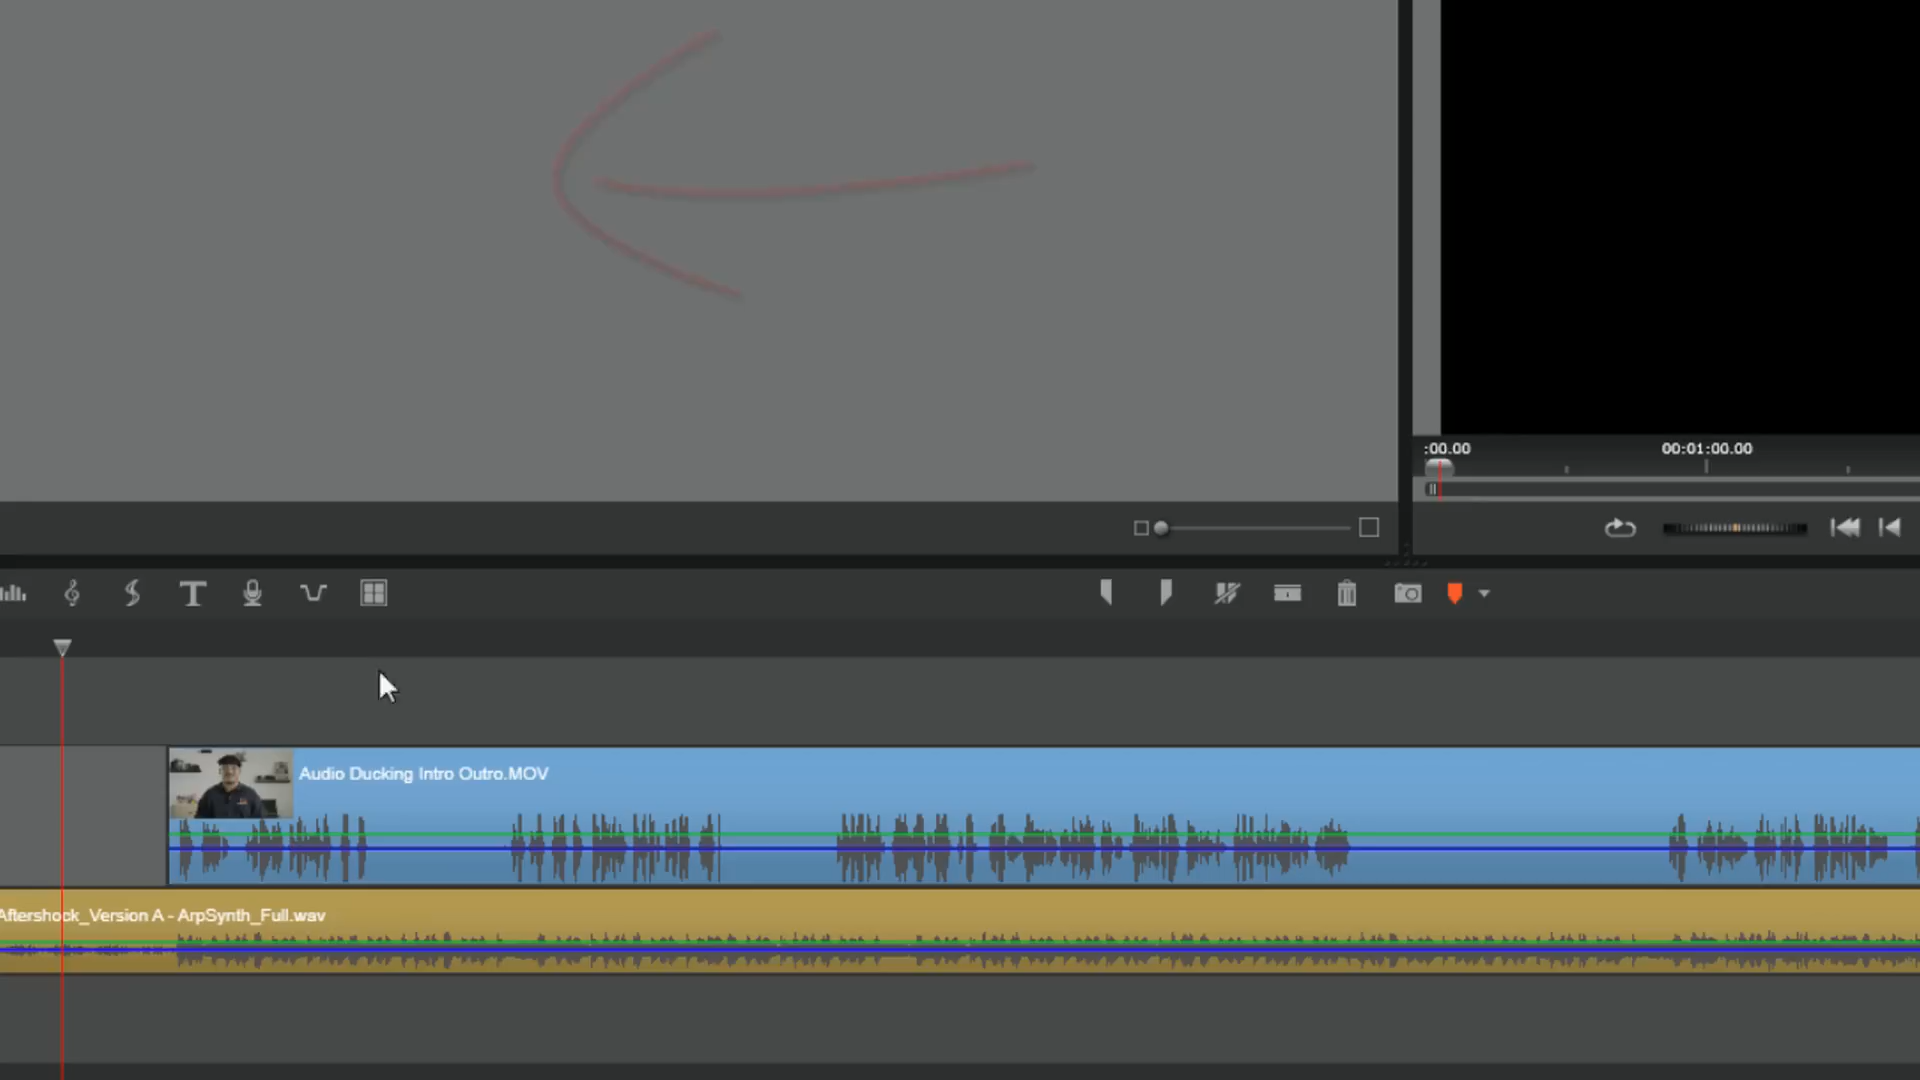 :00.00
00:01:00.00
Audio Ducking Intro Outro.MOV
Aftershock_Version A - ArpSynth_Full.wav